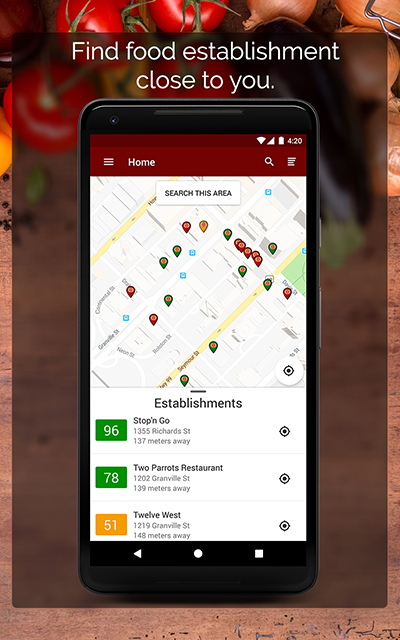 Find food establishment
close to you.
4:20
Home
SEARCH THIS AREA
Continental St
Granville St
Neon St
Rolston St
Seymour St
Establishments
96
Stop'n Go
1355 Richards St
137 meters away
78
Two Parrots Restaurant
1202 Granville St
139 meters away
51
Twelve West
1219 Granville St
148 meters away